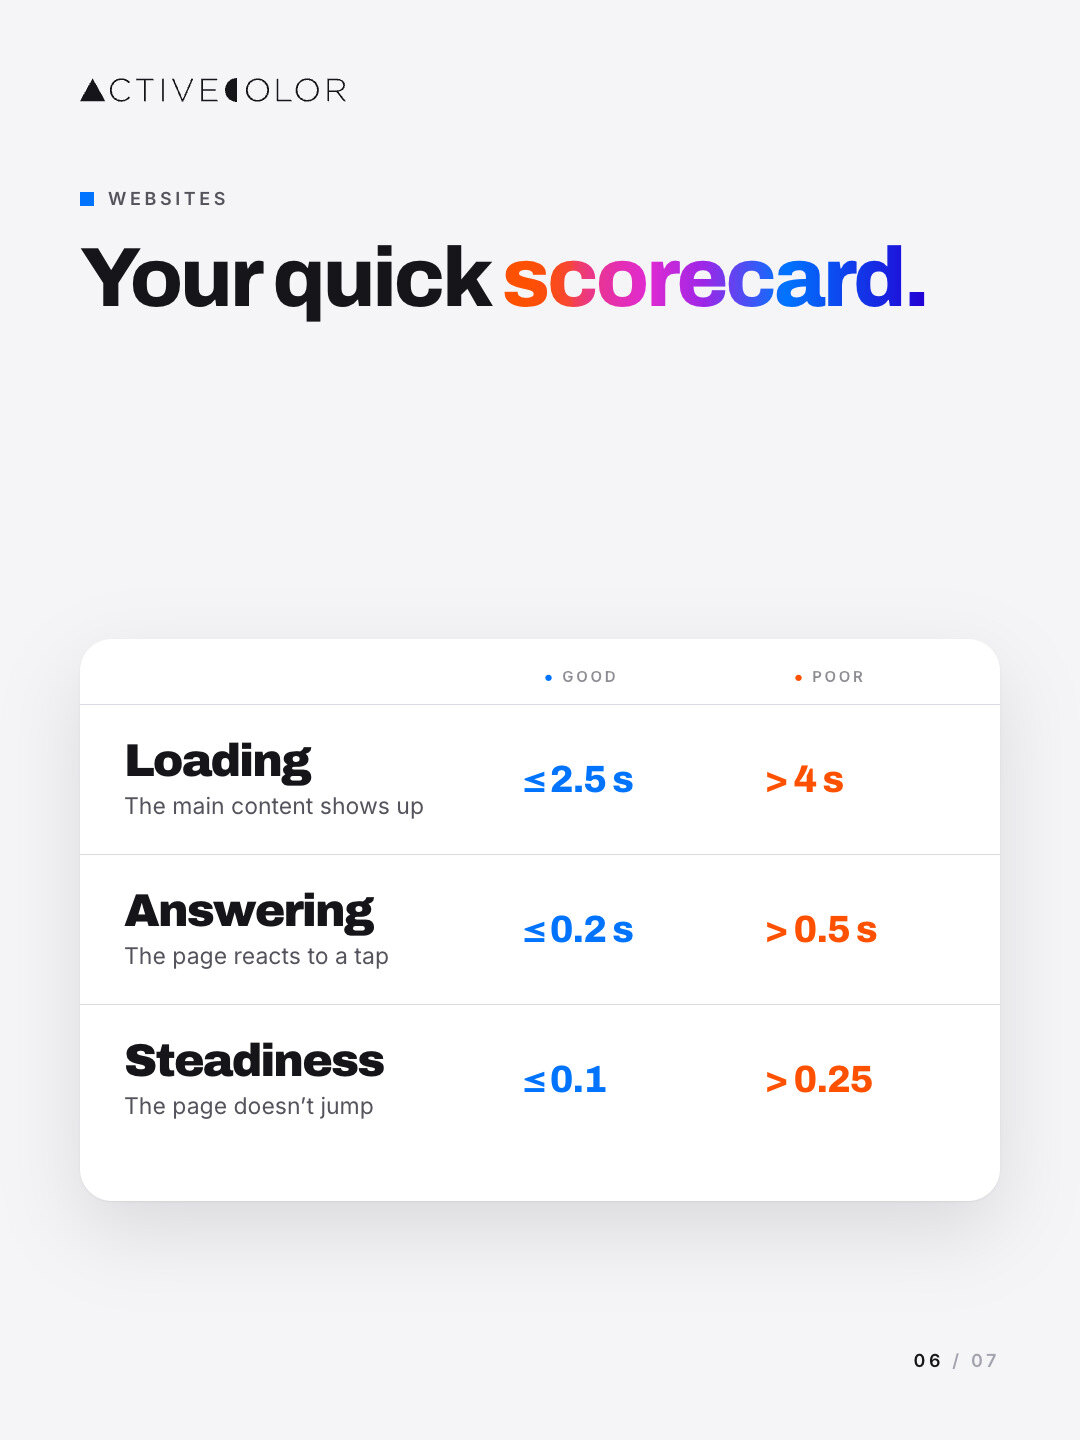 ACTIVECOLOR
WEBSITES
Your quick scorecard.
• GOOD • POOR
Loading
The main content shows up
≤ 2.5 s > 4 s
Answering
The page reacts to a tap
≤ 0.2 s > 0.5 s
Steadiness
The page doesn’t jump
≤ 0.1 > 0.25
06 / 07